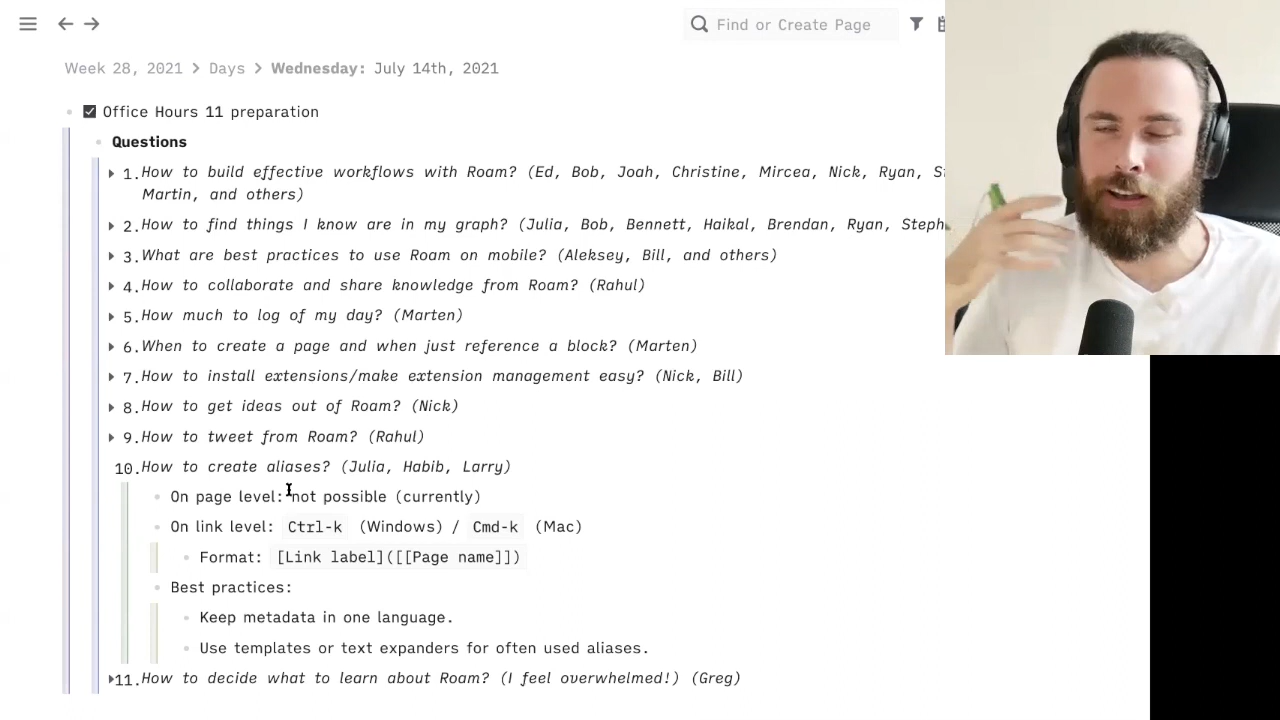 Find or Create Page
Week 28, 2021 > Days > Wednesday: July 14th, 2021
Office Hours 11 preparation
Questions
1. How to build effective workflows with Roam? (Ed, Bob, Joah, Christine, Mircea, Nick, Ryan,
Martin, and others)
2. How to find things I know are in my graph? (Julia, Bob, Bennett, Haikal, Brendan, Ryan, Steph
3. What are best practices to use Roam on mobile? (Aleksey, Bill, and others)
4. How to collaborate and share knowledge from Roam? (Rahul)
5. How much to log of my day? (Marten)
6. When to create a page and when just reference a block? (Marten)
7. How to install extensions/make extension management easy? (Nick, Bill)
8. How to get ideas out of Roam? (Nick)
9. How to tweet from Roam? (Rahul)
10. How to create aliases? (Julia, Habib, Larry)
On page level: not possible (currently)
On link level: Ctrl-k (Windows) / Cmd-k (Mac)
Format: [Link label]([[Page name]])
Best practices:
Keep metadata in one language.
Use templates or text expanders for often used aliases.
11. How to decide what to learn about Roam? (I feel overwhelmed!) (Greg)